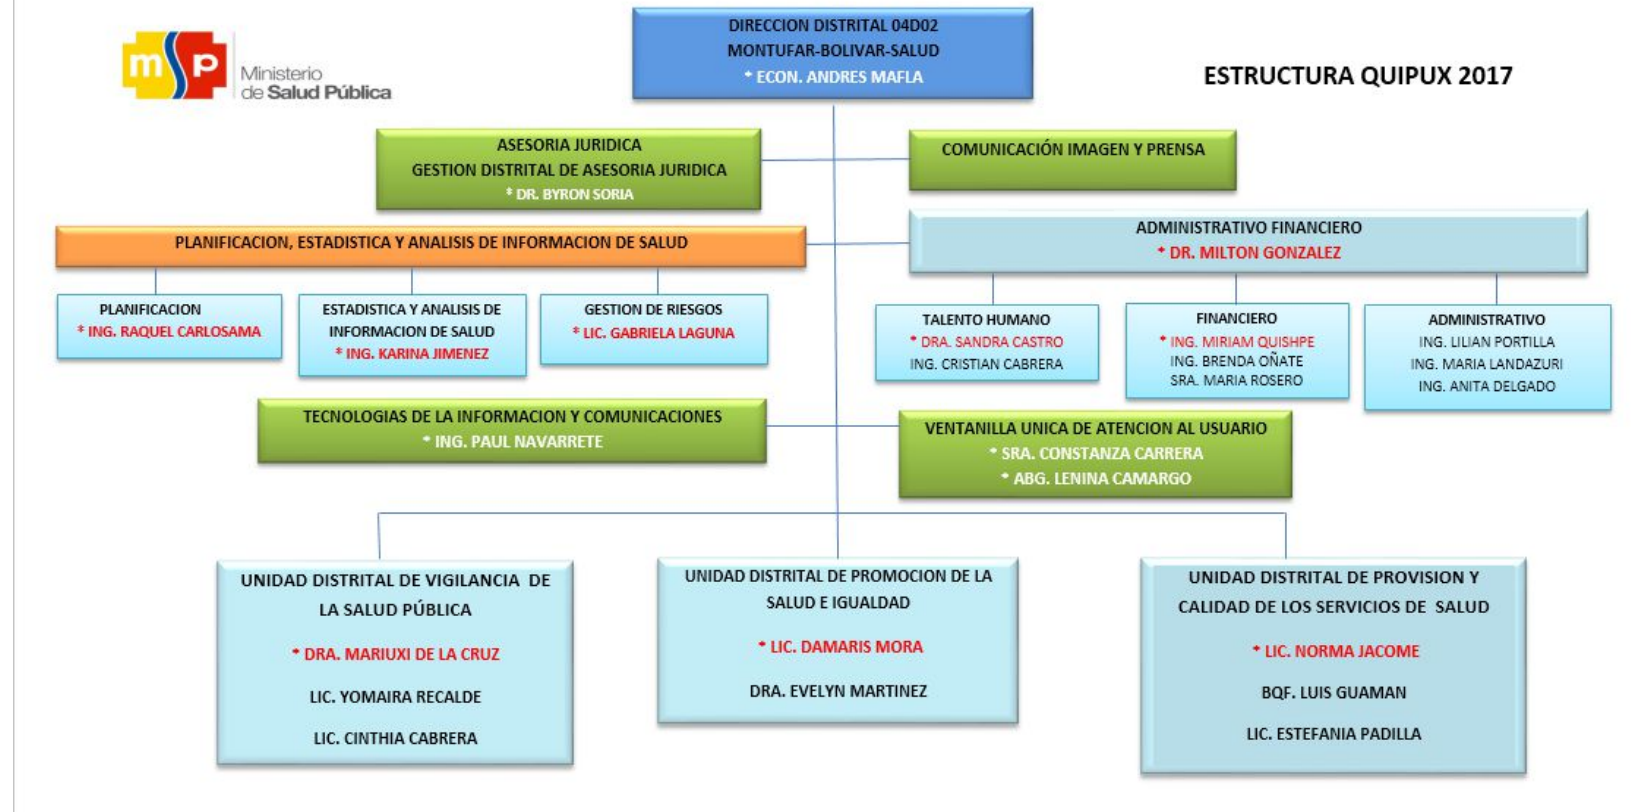 DIRECCION DISTRITAL 04D02
MONTUFAR-BOLIVAR-SALUD
* ECON. ANDRES MAFLA
msp
Ministerio
de Salud Pública
ESTRUCTURA QUIPUX 2017
ASESORIA JURIDICA
GESTION DISTRITAL DE ASESORIA JURIDICA
* DR. BYRON SORIA
COMUNICACIÓN IMAGEN Y PRENSA
PLANIFICACION, ESTADISTICA Y ANALISIS DE INFORMACION DE SALUD
ADMINISTRATIVO FINANCIERO
* DR. MILTON GONZALEZ
PLANIFICACION
* ING. RAQUEL CARLOSAMA
ESTADISTICA Y ANALISIS DE
INFORMACION DE SALUD
* ING. KARINA JIMENEZ
GESTION DE RIESGOS
* LIC. GABRIELA LAGUNA
TALENTO HUMANO
* DRA. SANDRA CASTRO
ING. CRISTIAN CABRERA
FINANCIERO
* ING. MIRIAM QUISHPE
ING. BRENDA OÑATE
SRA. MARIA ROSERO
ADMINISTRATIVO
ING. LILIAN PORTILLA
ING. MARIA LANDAZURI
ING. ANITA DELGADO
TECNOLOGIAS DE LA INFORMACION Y COMUNICACIONES
* ING. PAUL NAVARRETE
VENTANILLA UNICA DE ATENCION AL USUARIO
* SRA. CONSTANZA CARRERA
* ABG. LENINA CAMARGO
UNIDAD DISTRITAL DE VIGILANCIA DE
LA SALUD PÚBLICA
* DRA. MARIUXI DE LA CRUZ
LIC. YOMAIRA RECALDE
LIC. CINTHIA CABRERA
UNIDAD DISTRITAL DE PROMOCION DE LA
SALUD E IGUALDAD
* LIC. DAMARIS MORA
DRA. EVELYN MARTINEZ
UNIDAD DISTRITAL DE PROVISION Y
CALIDAD DE LOS SERVICIOS DE SALUD
* LIC. NORMA JACOME
BQF. LUIS GUAMAN
LIC. ESTEFANIA PADILLA